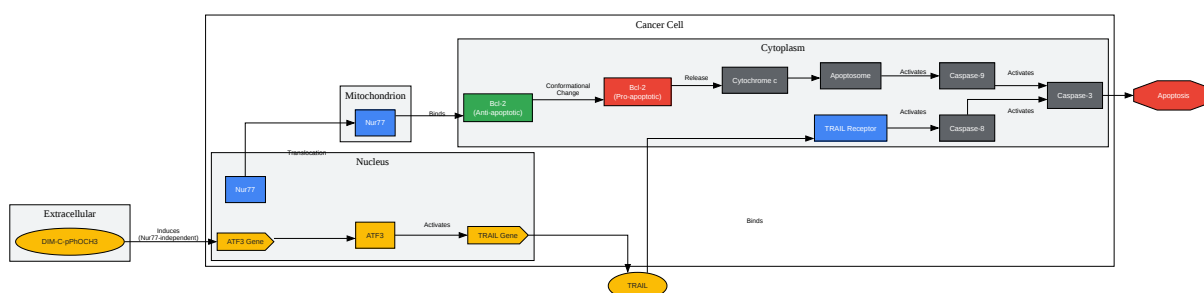 Cancer Cell
Cytoplasm
Mitochondrion
Nur77
Binds
Bcl-2
(Anti-apoptotic)
Conformational
Change
Bcl-2
(Pro-apoptotic)
Release
Cytochrome c
Apoptosome
Activates
Caspase-9
Activates
Caspase-3
Apoptosis
TRAIL Receptor
Activates
Caspase-8
Activates
Translocation
Nucleus
Nur77
Extracellular
DIM-C-pPhOCH3
Induces
(Nur77-independent)
ATF3 Gene
ATF3
Activates
TRAIL Gene
Binds
TRAIL